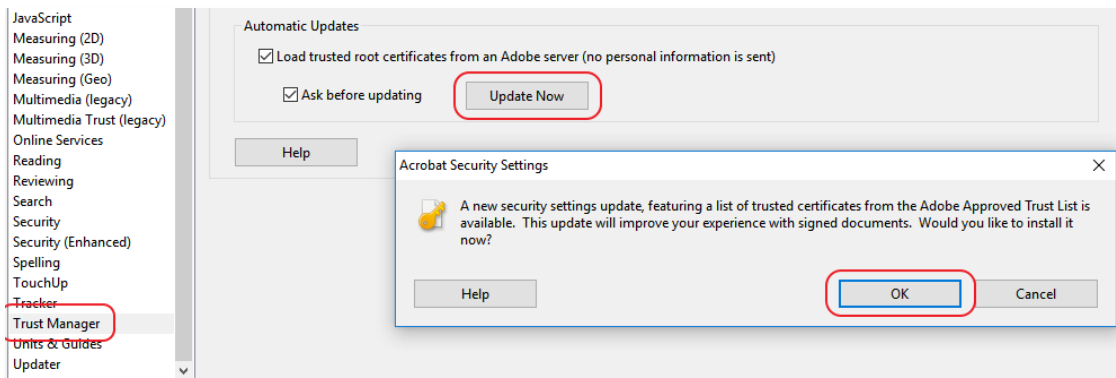 JavaScript
Measuring (2D)
Measuring (3D)
Measuring (Geo)
Multimedia (legacy)
Multimedia Trust (legacy)
Online Services
Reading
Reviewing
Search
Security
Security (Enhanced)
Spelling
TouchUp
Tracker
Trust Manager
Units & Guides
Updater
Automatic Updates
Load trusted root certificates from an Adobe server (no personal information is sent)
Ask before updating
Update Now
Help
Acrobat Security Settings
A new security settings update, featuring a list of trusted certificates from the Adobe Approved Trust List is
available. This update will improve your experience with signed documents. Would you like to install it
now?
Help
OK
Cancel